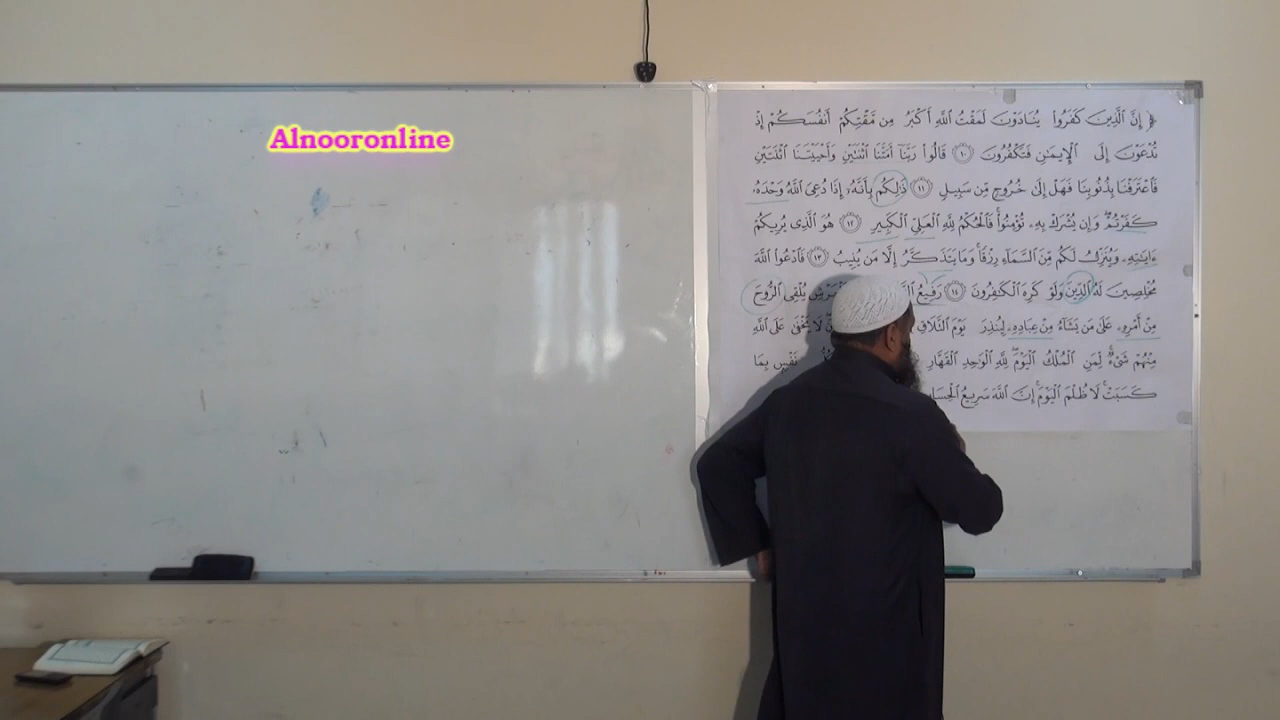 Alnooronline
﴿ إِنَّ ٱلَّذِينَ كَفَرُوا۟ يُنَادَوْنَ لَمَقْتُ ٱللَّهِ أَكْبَرُ مِن مَّقْتِكُمْ أَنفُسَكُمْ إِذْ
تُدْعَوْنَ إِلَى ٱلْإِيمَٰنِ فَتَكْفُرُونَ ١٠ قَالُوا۟ رَبَّنَآ أَمَتَّنَا ٱثْنَتَيْنِ وَأَحْيَيْتَنَا ٱثْنَتَيْنِ
فَٱعْتَرَفْنَا بِذُنُوبِنَا فَهَلْ إِلَىٰ خُرُوجٍ مِّن سَبِيلٍ ١١ ذَٰلِكُم بِأَنَّهُۥٓ إِذَا دُعِىَ ٱللَّهُ وَحْدَهُۥ
كَفَرْتُمْ ۖ وَإِن يُشْرَكْ بِهِۦ تُؤْمِنُوا۟ ۚ فَٱلْحُكْمُ لِلَّهِ ٱلْعَلِىِّ ٱلْكَبِيرِ ١٢ هُوَ ٱلَّذِى يُرِيكُمْ
ءَايَٰتِهِۦ وَيُنَزِّلُ لَكُم مِّنَ ٱلسَّمَآءِ رِزْقًا ۚ وَمَا يَتَذَكَّرُ إِلَّا مَن يُنِيبُ ١٣ فَٱدْعُوا۟ ٱللَّهَ
مُخْلِصِينَ لَهُ ٱلدِّينَ وَلَوْ كَرِهَ ٱلْكَٰفِرُونَ ١٤ رَفِيعُ ٱلْعَرْشِ يُلْقِى ٱلرُّوحَ
مِنْ أَمْرِهِۦ عَلَىٰ مَن يَشَآءُ مِنْ عِبَادِهِۦ لِيُنذِرَ يَوْمَ ٱلتَّلَاقِ لَا يَخْفَىٰ عَلَى ٱللَّهِ
مِنْهُمْ شَىْءٌ ۚ لِّمَنِ ٱلْمُلْكُ ٱلْيَوْمَ ۖ لِلَّهِ ٱلْوَٰحِدِ ٱلْقَهَّارِ نَفْسٍۭ بِمَا
كَسَبَتْ ۚ لَا ظُلْمَ ٱلْيَوْمَ ۚ إِنَّ ٱللَّهَ سَرِيعُ ٱلْحِسَابِ